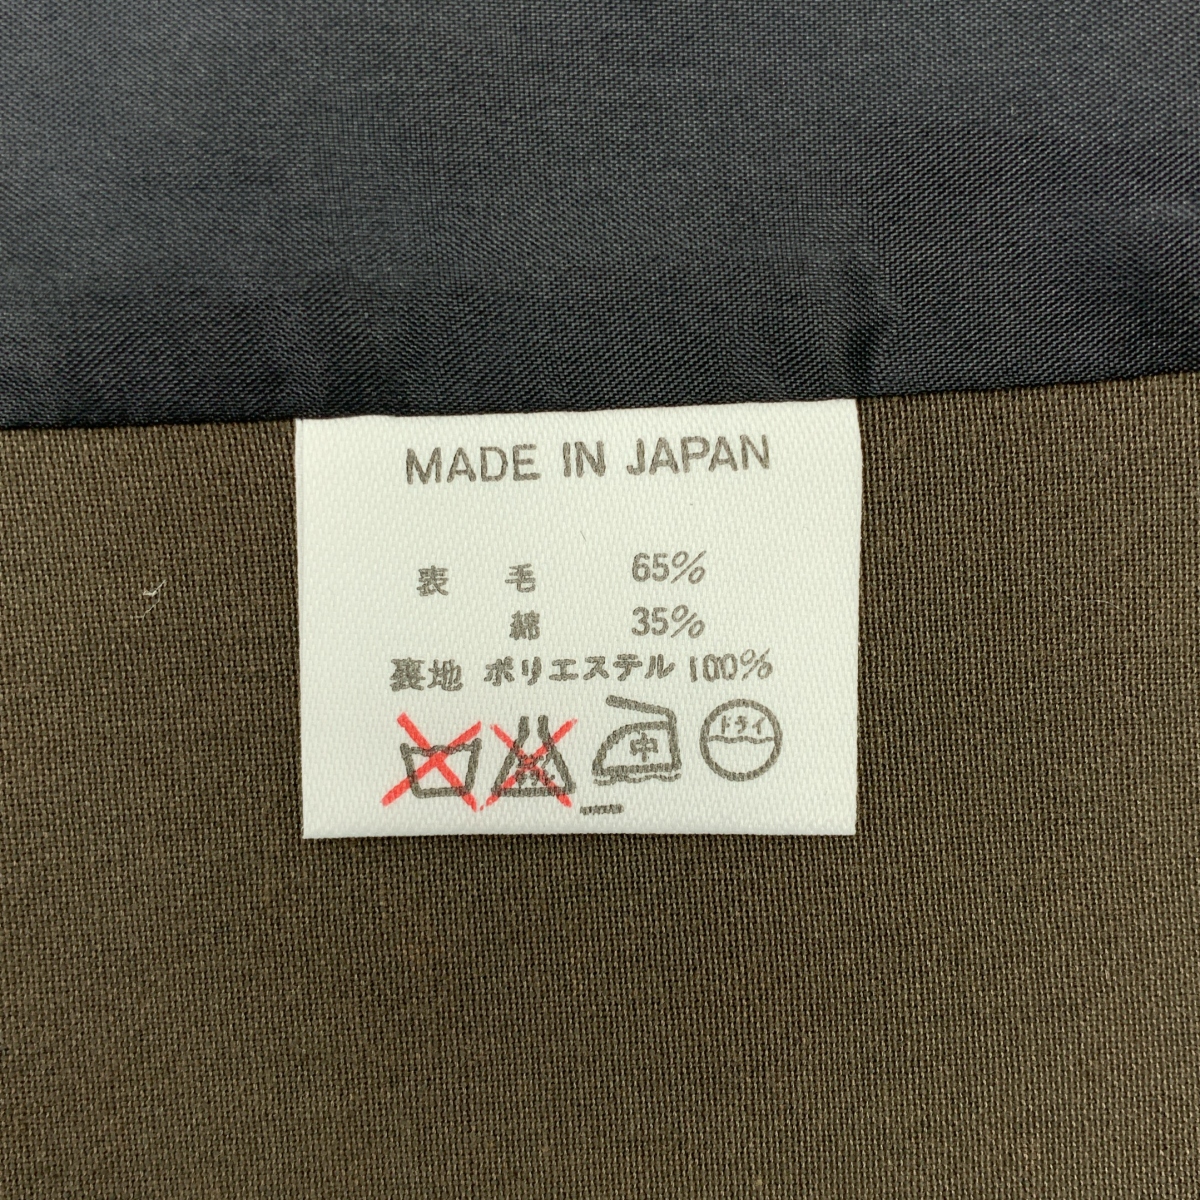 MADE IN JAPAN
表 毛 65%
綿 35%
裏地 ポリエステル 100%
中 ドライ